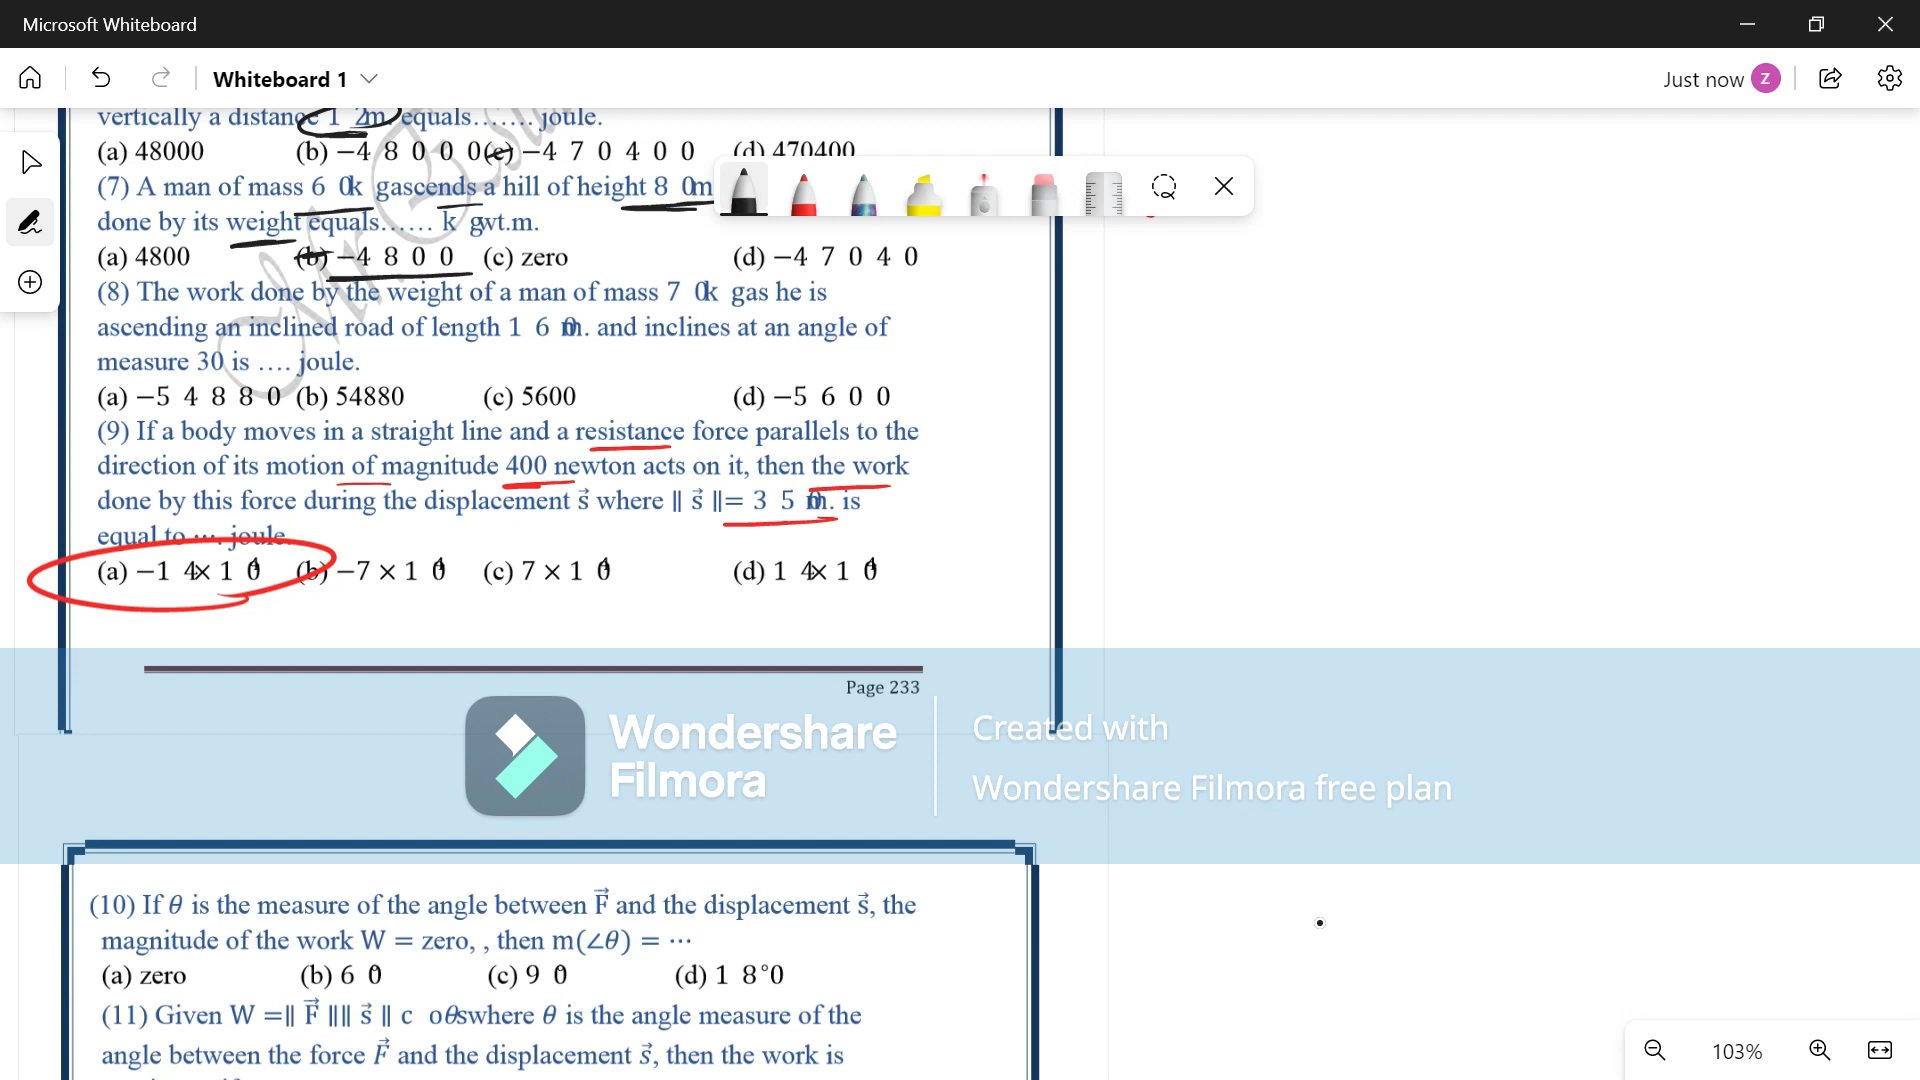 Microsoft Whiteboard
Whiteboard 1
Just now Z
vertically a distance 1 2m. equals....... joule.
(a) 48000 (b) −4 8 0 0 0 (c) −4 7 0 4 0 0 (d) 470400
(7) A man of mass 6 0k gascends a hill of height 8 0m
done by its weight equals...... k gwt.m.
(a) 4800 (b) −4 8 0 0 (c) zero (d) −4 7 0 4 0
(8) The work done by the weight of a man of mass 7 0k gas he is
ascending an inclined road of length 1 6 0m. and inclines at an angle of
measure 30 is .... joule.
(a) −5 4 8 8 0 (b) 54880 (c) 5600 (d) −5 6 0 0
(9) If a body moves in a straight line and a resistance force parallels to the
direction of its motion of magnitude 400 newton acts on it, then the work
done by this force during the displacement s⃗ where ‖ s⃗ ‖= 3 5 0m. is
equal to ⋯. joule.
(a) −1 4× 1 0⁴ (b) −7 × 1 0⁴ (c) 7 × 1 0⁴ (d) 1 4× 1 0⁴
Page 233
Wondershare
Filmora
Created with
Wondershare Filmora free plan
(10) If θ is the measure of the angle between F⃗ and the displacement s⃗, the
magnitude of the work W = zero, , then m(∠θ) = ⋯
(a) zero (b) 6 0° (c) 9 0° (d) 1 8°0
(11) Given W =‖ F⃗ ‖‖ s⃗ ‖ c oθswhere θ is the angle measure of the
angle between the force F⃗ and the displacement s⃗, then the work is
103%